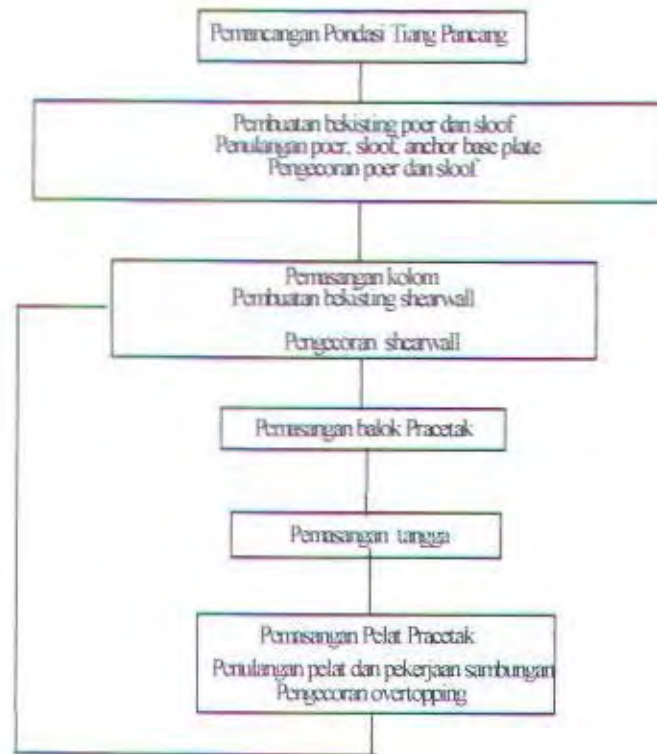 Pemancangan Pondasi Tiang Pancang
Pembuatan bekisting poer dan sloof
Penulangan poer, sloof, anchor base plate
Pengecoran poer dan sloof
Pemasangan kolom
Pembuatan bekisting shearwall
Pengecoran shearwall
Pemasangan balok Pracetak
Pemasangan tangga
Pemasangan Pelat Pracetak
Penulangan pelat dan pekerjaan sambungan
Pengecoran overtopping